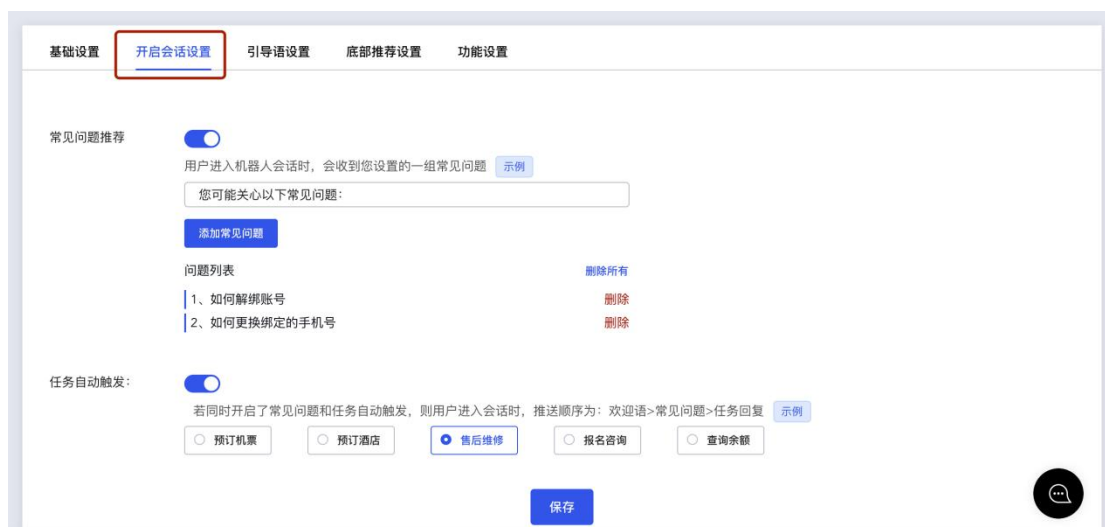 基础设置 开启会话设置 引导语设置 底部推荐设置 功能设置
常见问题推荐
用户进入机器人会话时，会收到您设置的一组常见问题 示例
您可能关心以下常见问题：
添加常见问题
问题列表 删除所有
1、如何解绑账号 删除
2、如何更换绑定的手机号 删除
任务自动触发：
若同时开启了常见问题和任务自动触发，则用户进入会话时，推送顺序为：欢迎语>常见问题>任务回复 示例
预订机票 预订酒店 售后维修 报名咨询 查询余额
保存